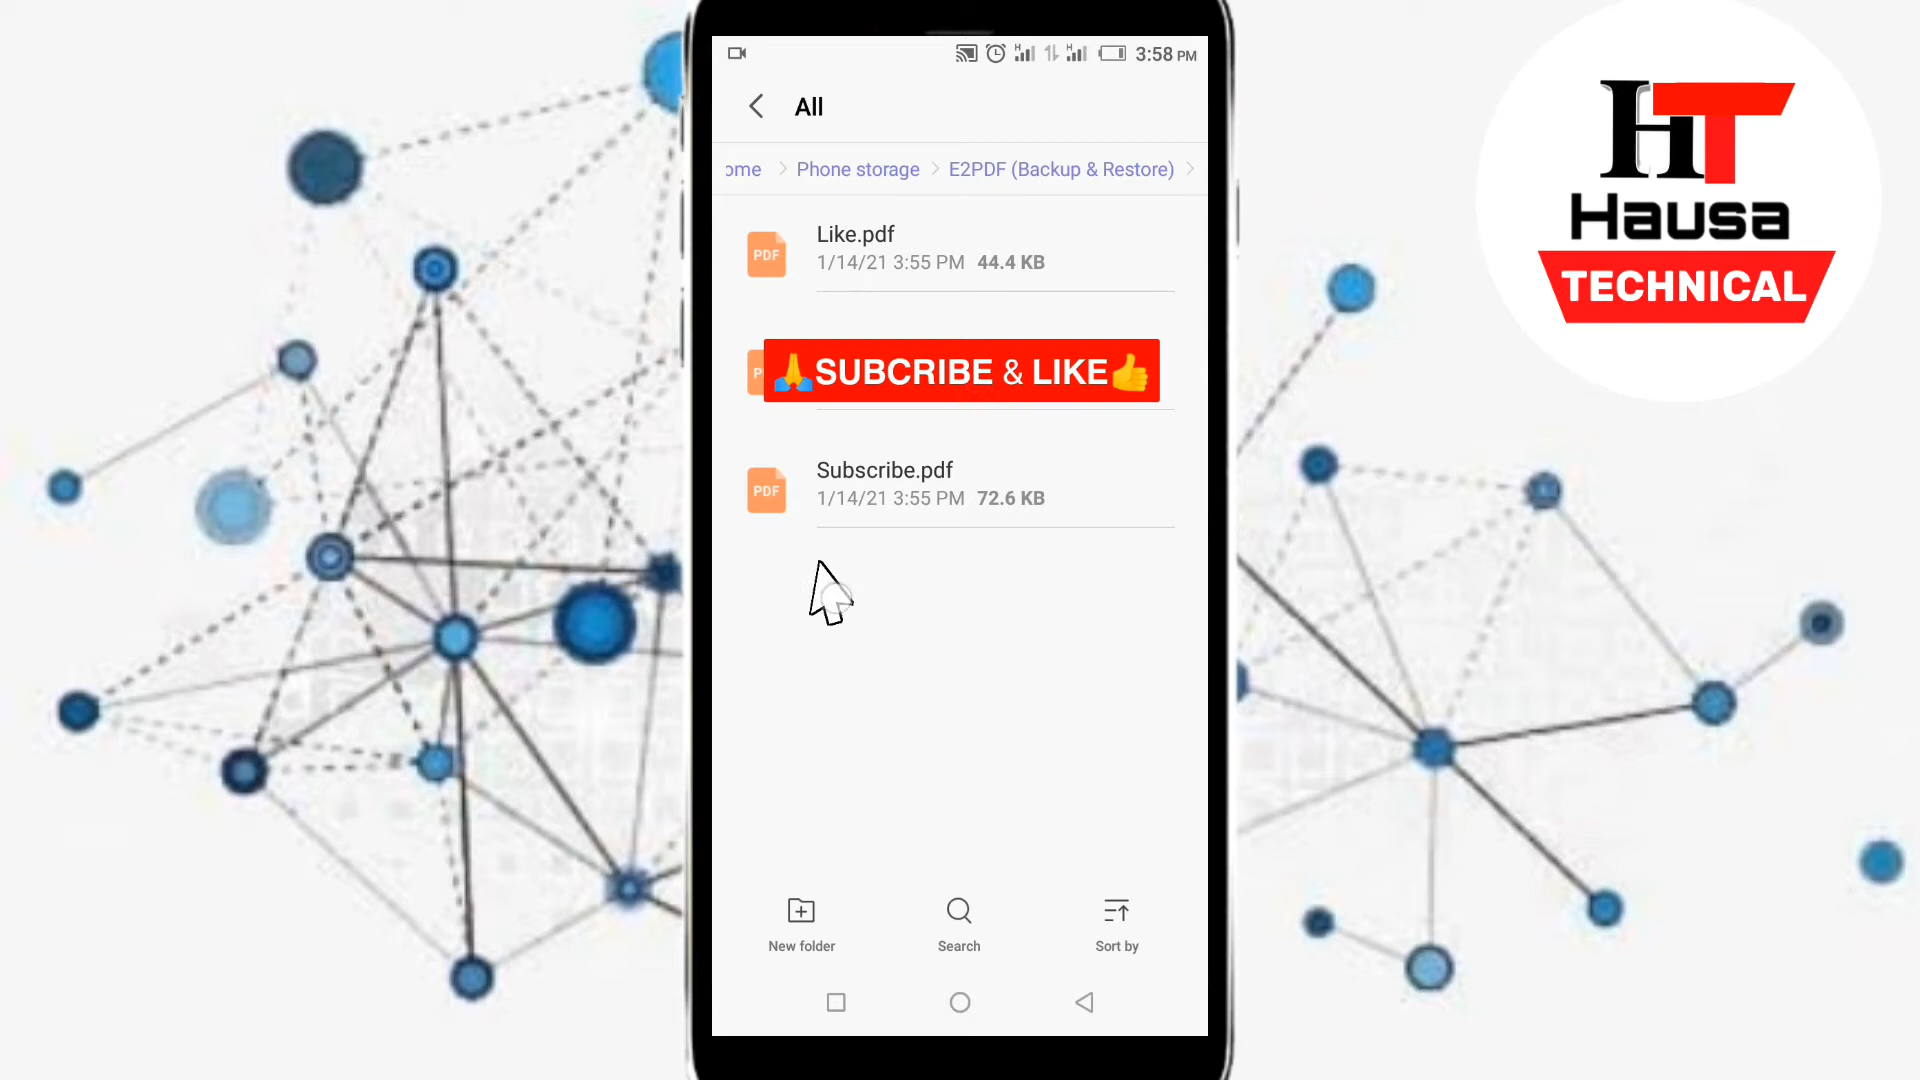 3:58 PM
All
ome > Phone storage > E2PDF (Backup & Restore) >
PDF
Like.pdf
1/14/21 3:55 PM 44.4 KB
🙏SUBCRIBE & LIKE👍
PDF
Subscribe.pdf
1/14/21 3:55 PM 72.6 KB
New folder
Search
Sort by
HT
Hausa
TECHNICAL